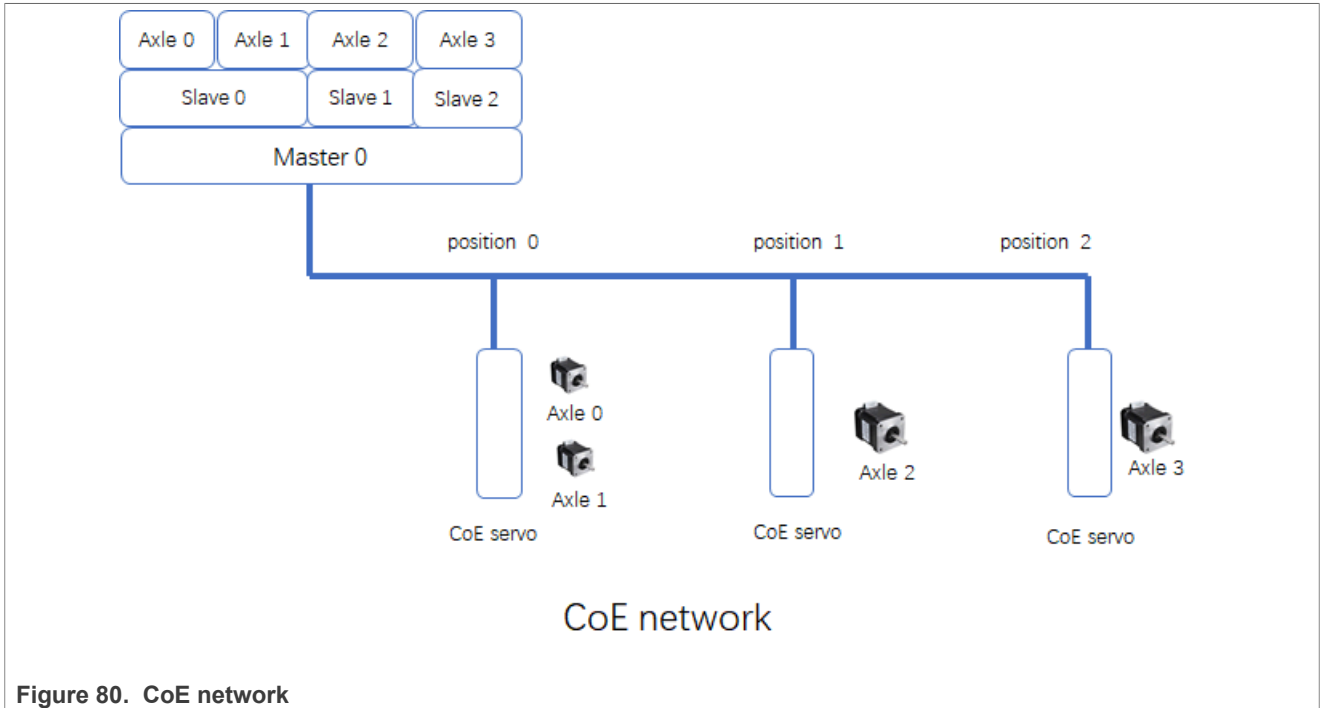 Axle 0 Axle 1 Axle 2 Axle 3
Slave 0 Slave 1 Slave 2
Master 0
position 0 position 1 position 2
Axle 0
Axle 1
Axle 2
Axle 3
CoE servo CoE servo CoE servo
CoE network
Figure 80. CoE network